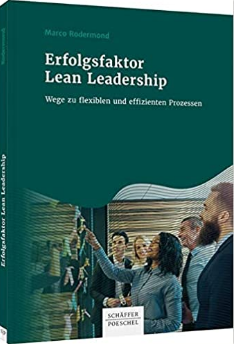 Marco Rodermond
Erfolgsfaktor
Lean Leadership
Wege zu flexiblen und effizienten Prozessen
SCHÄFFER
POESCHEL
Erfolgsfaktor Lean Leadership